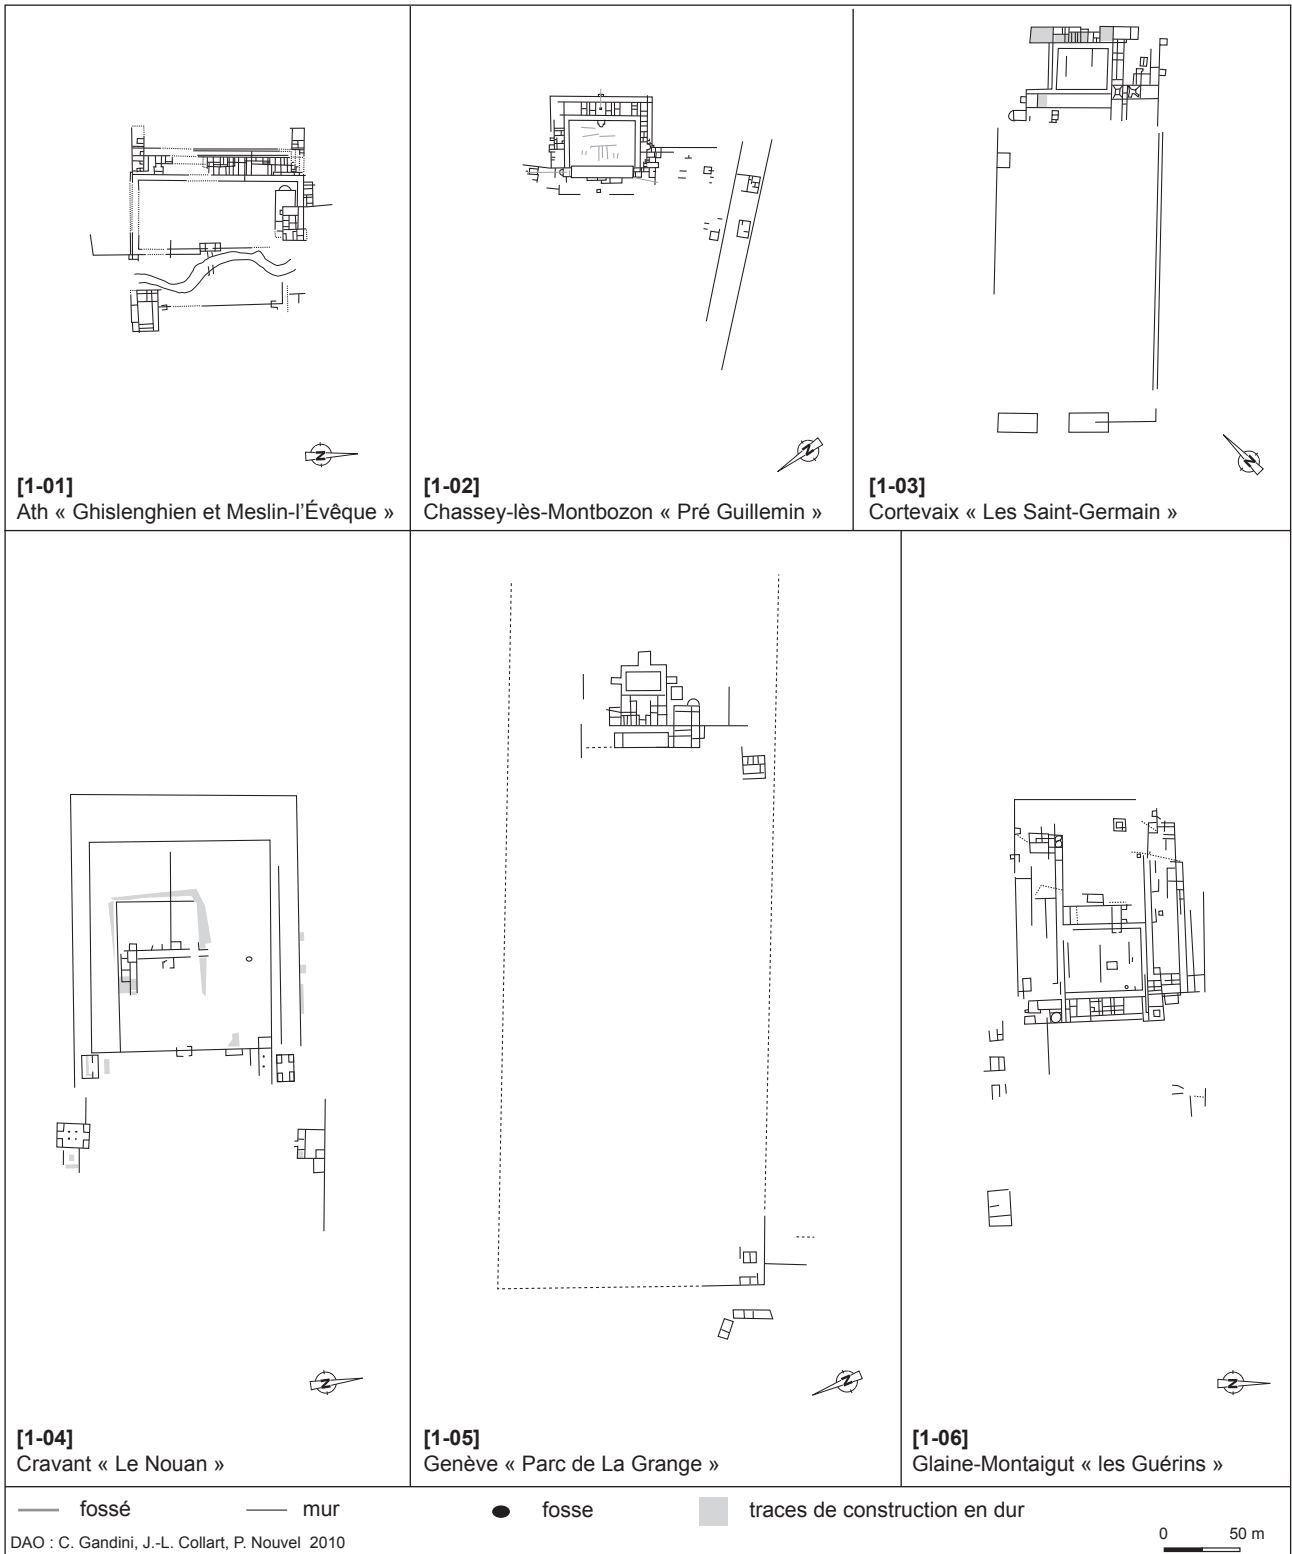 [1-01]
Ath « Ghislenghien et Meslin-l’Évêque »
[1-02]
Chassey-lès-Montbozon « Pré Guillemin »
[1-03]
Cortevaix « Les Saint-Germain »
[1-04]
Cravant « Le Nouan »
[1-05]
Genève « Parc de La Grange »
[1-06]
Glaine-Montaigut « les Guérins »
fossé mur fosse traces de construction en dur
DAO : C. Gandini, J.-L. Collart, P. Nouvel 2010
0 50 m
N
N
N
N
N
N